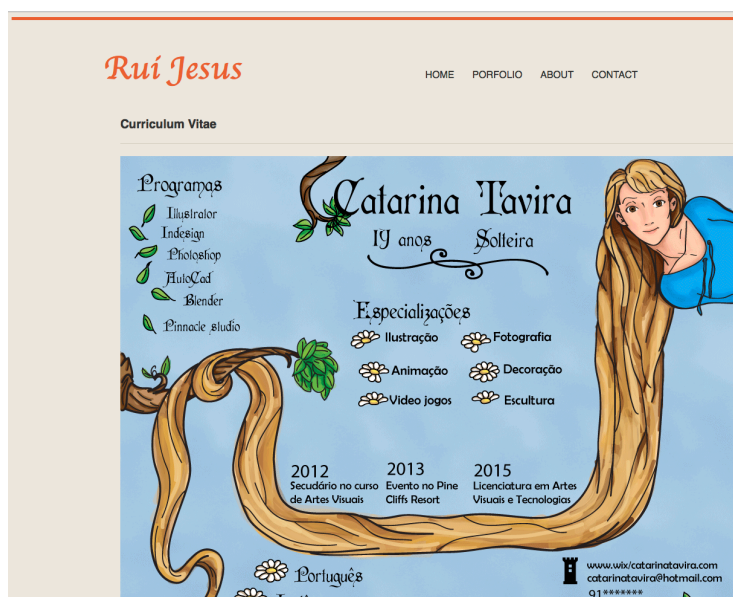 Rui Jesus
HOME PORFOLIO ABOUT CONTACT
Curriculum Vitae
Programas
Illustrator
Indesign
Photoshop
AutoCad
Blender
Pinnacle studio
Catarina Tavira
19 anos Solteira
Especializações
Ilustração Fotografia
Animação Decoração
Video jogos Escultura
2012
Secudário no curso
de Artes Visuais
2013
Evento no Pine
Cliffs Resort
2015
Licenciatura em Artes
Visuais e Tecnologias
Português
www.wix/catarinatavira.com
catarinatavira@hotmail.com
91*******